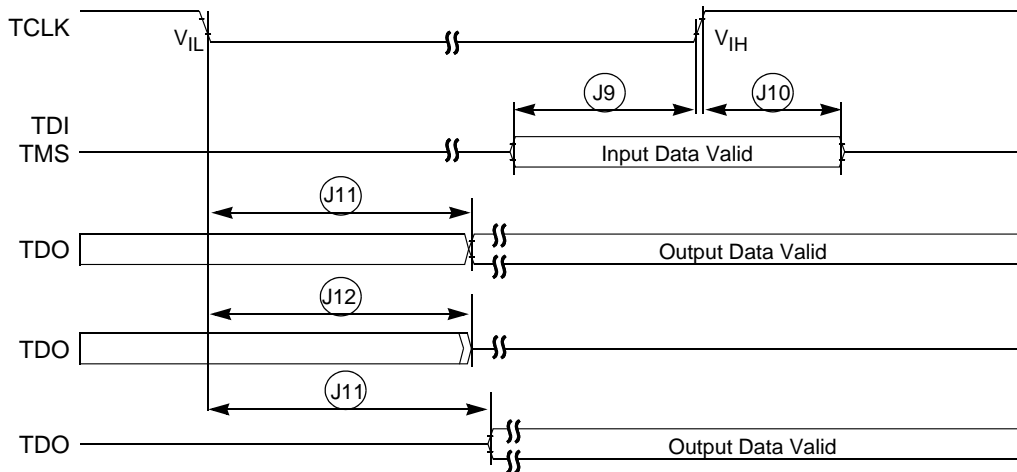 TCLK
VIL
VIH
J9
J10
TDI
TMS
Input Data Valid
J11
TDO
Output Data Valid
J12
TDO
J11
TDO
Output Data Valid